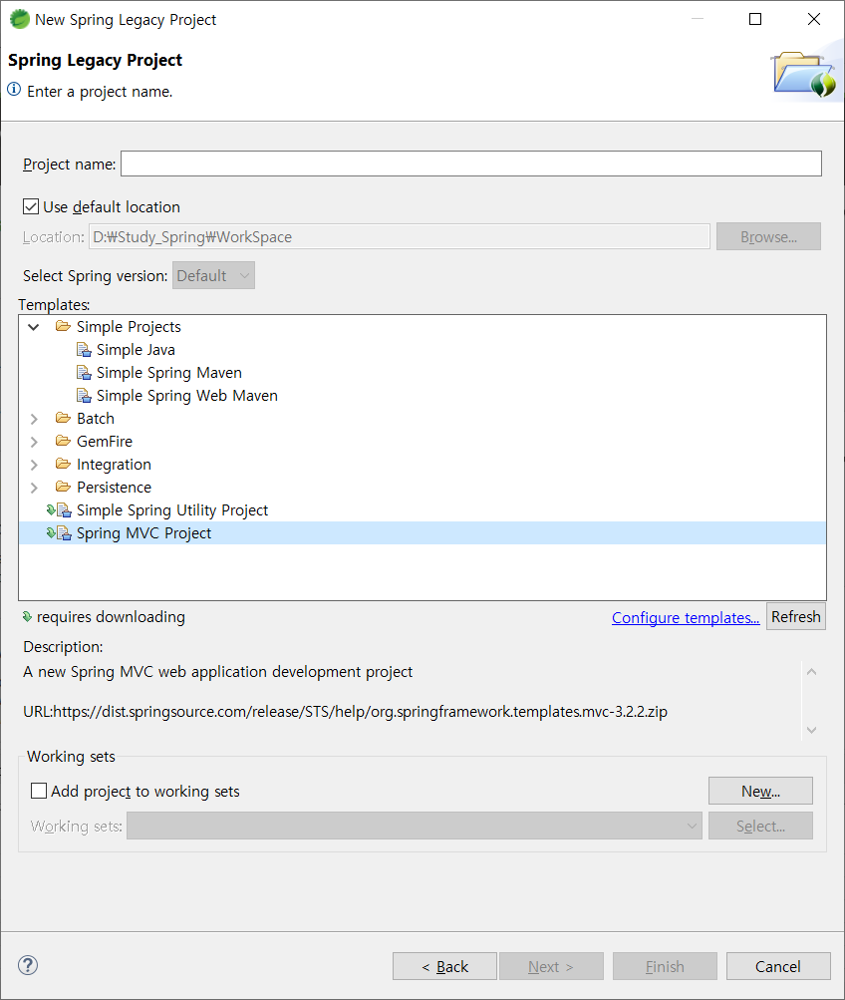 New Spring Legacy Project
Spring Legacy Project
Enter a project name.
Project name:
Use default location
Location: D:₩Study_Spring₩WorkSpace Browse...
Select Spring version: Default
Templates:
Simple Projects
Simple Java
Simple Spring Maven
Simple Spring Web Maven
Batch
GemFire
Integration
Persistence
Simple Spring Utility Project
Spring MVC Project
requires downloading Configure templates... Refresh
Description:
A new Spring MVC web application development project
URL:https://dist.springsource.com/release/STS/help/org.springframework.templates.mvc-3.2.2.zip
Working sets
Add project to working sets New...
Working sets: Select...
? < Back Next > Finish Cancel